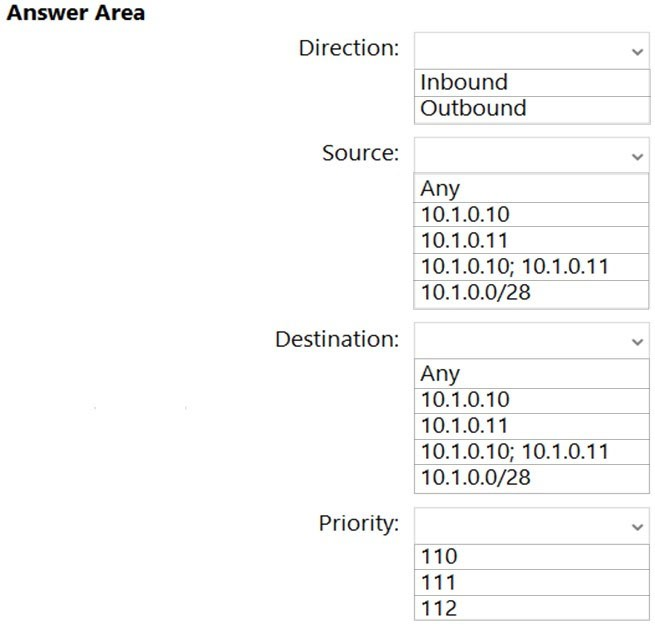 Answer Area
Direction:
Inbound
Outbound
Source:
Any
10.1.0.10
10.1.0.11
10.1.0.10; 10.1.0.11
10.1.0.0/28
Destination:
Any
10.1.0.10
10.1.0.11
10.1.0.10; 10.1.0.11
10.1.0.0/28
Priority:
110
111
112